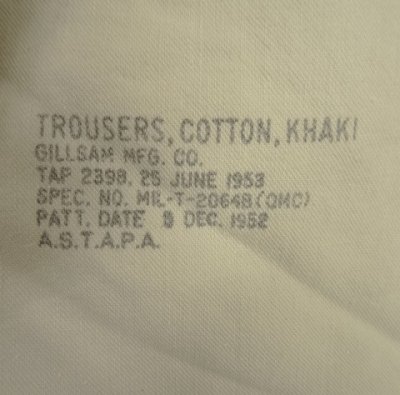 TROUSERS, COTTON, KHAKI
GILLSAM MFG. CO.
TAP 2398, 25 JUNE 1953
SPEC. NO. MIL-T-20648(QMC)
PATT. DATE 9 DEC. 1952
A.S.T.A.P.A.